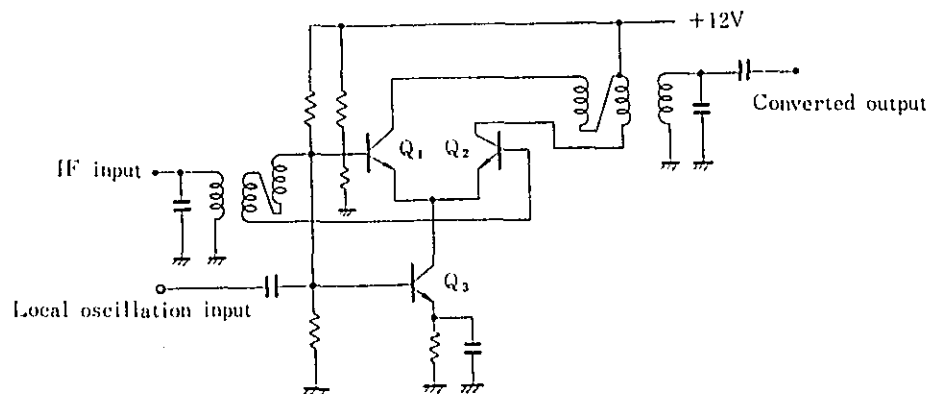 +12V
Converted output
Q1
Q2
IF input
Q3
Local oscillation input